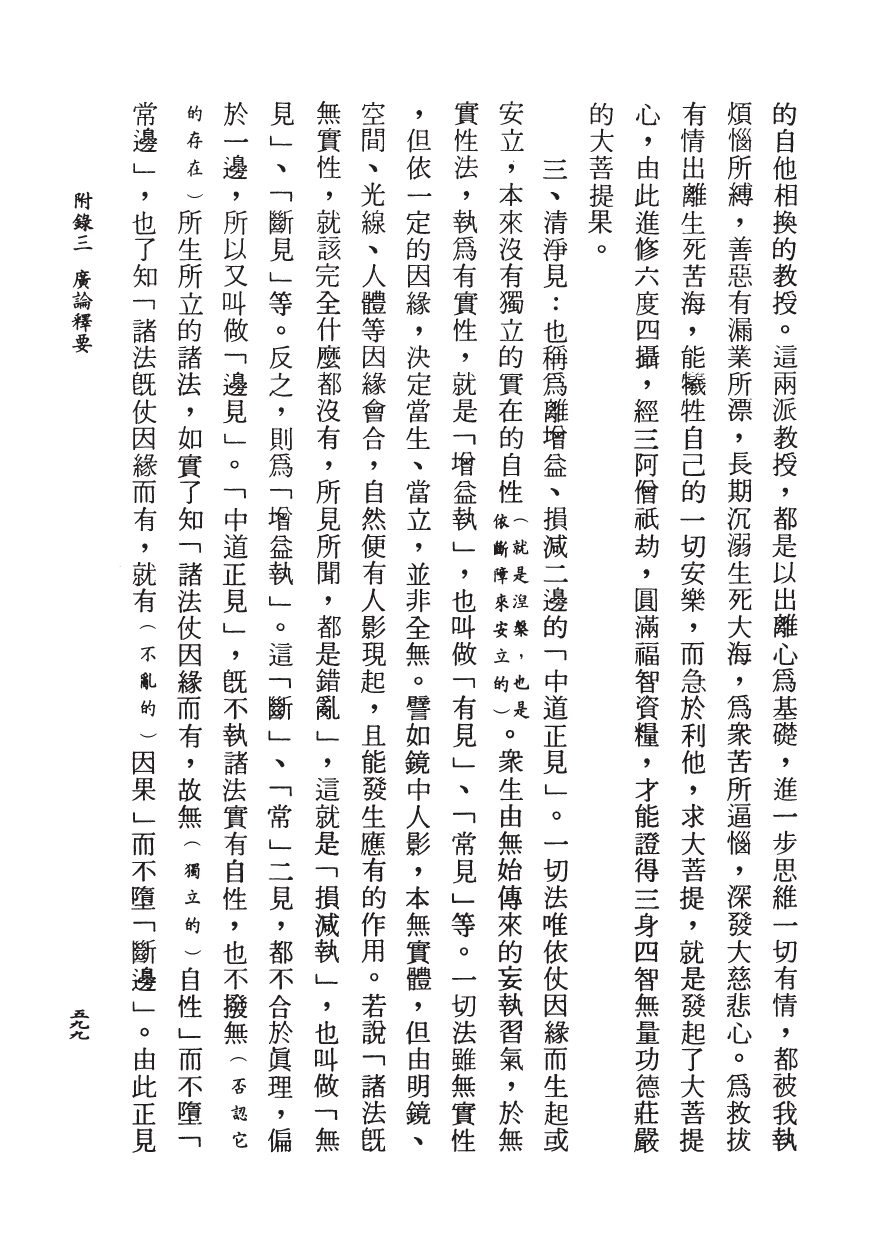 的自他相換的教授。這兩派教授，都是以出離心爲基礎，進一步思維一切有情，都被我執
煩惱所縛，善惡有漏業所漂，長期沉溺生死大海，爲衆苦所逼惱，深發大慈悲心。爲救拔
有情出離生死苦海，能犧牲自己的一切安樂，而急於利他，求大菩提，就是發起了大菩提
心，由此進修六度四攝，經三阿僧祇劫，圓滿福智資糧，才能證得三身四智無量功德莊嚴
的大菩提果。
三、清淨見：也稱爲離增益、損減二邊的「中道正見」。一切法唯依仗因緣而生起或
安立，本來沒有獨立的實在的自性（就是涅槃，也是依斷障來安立的）。衆生由無始傳來的妄執習氣，於無
實性法，執爲有實性，就是「增益執」，也叫做「有見」、「常見」等。一切法雖無實性
，但依一定的因緣，決定當生、當立，並非全無。譬如鏡中人影，本無實體，但由明鏡、
空間、光線、人體等因緣會合，自然便有人影現起，且能發生應有的作用。若說「諸法旣
無實性，就該完全什麼都沒有，所見所聞，都是錯亂」，這就是「損減執」，也叫做「無
見」、「斷見」等。反之，則爲「增益執」。這「斷」、「常」二見，都不合於眞理，偏
於一邊，所以又叫做「邊見」。「中道正見」，旣不執諸法實有自性，也不撥無（否認它
的存在）所生所立的諸法，如實了知「諸法仗因緣而有，故無（獨立的）自性」而不墮「
常邊」，也了知「諸法旣仗因緣而有，就有（不亂的）因果」而不墮「斷邊」。由此正見
附錄三　廣論釋要
五九九